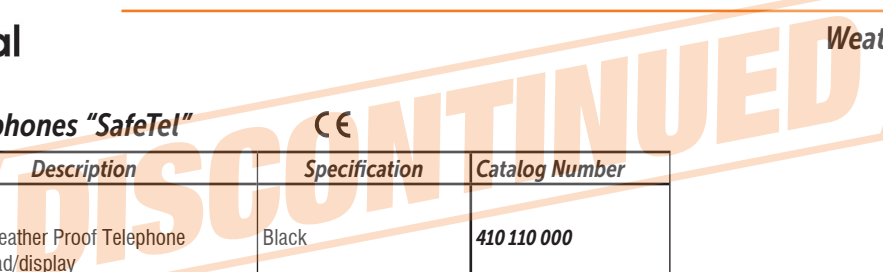 al
Weat
phones “SafeTel”
CE
DISCONTINUED
Description Specification Catalog Number
eather Proof Telephone Black 410 110 000
ad/display